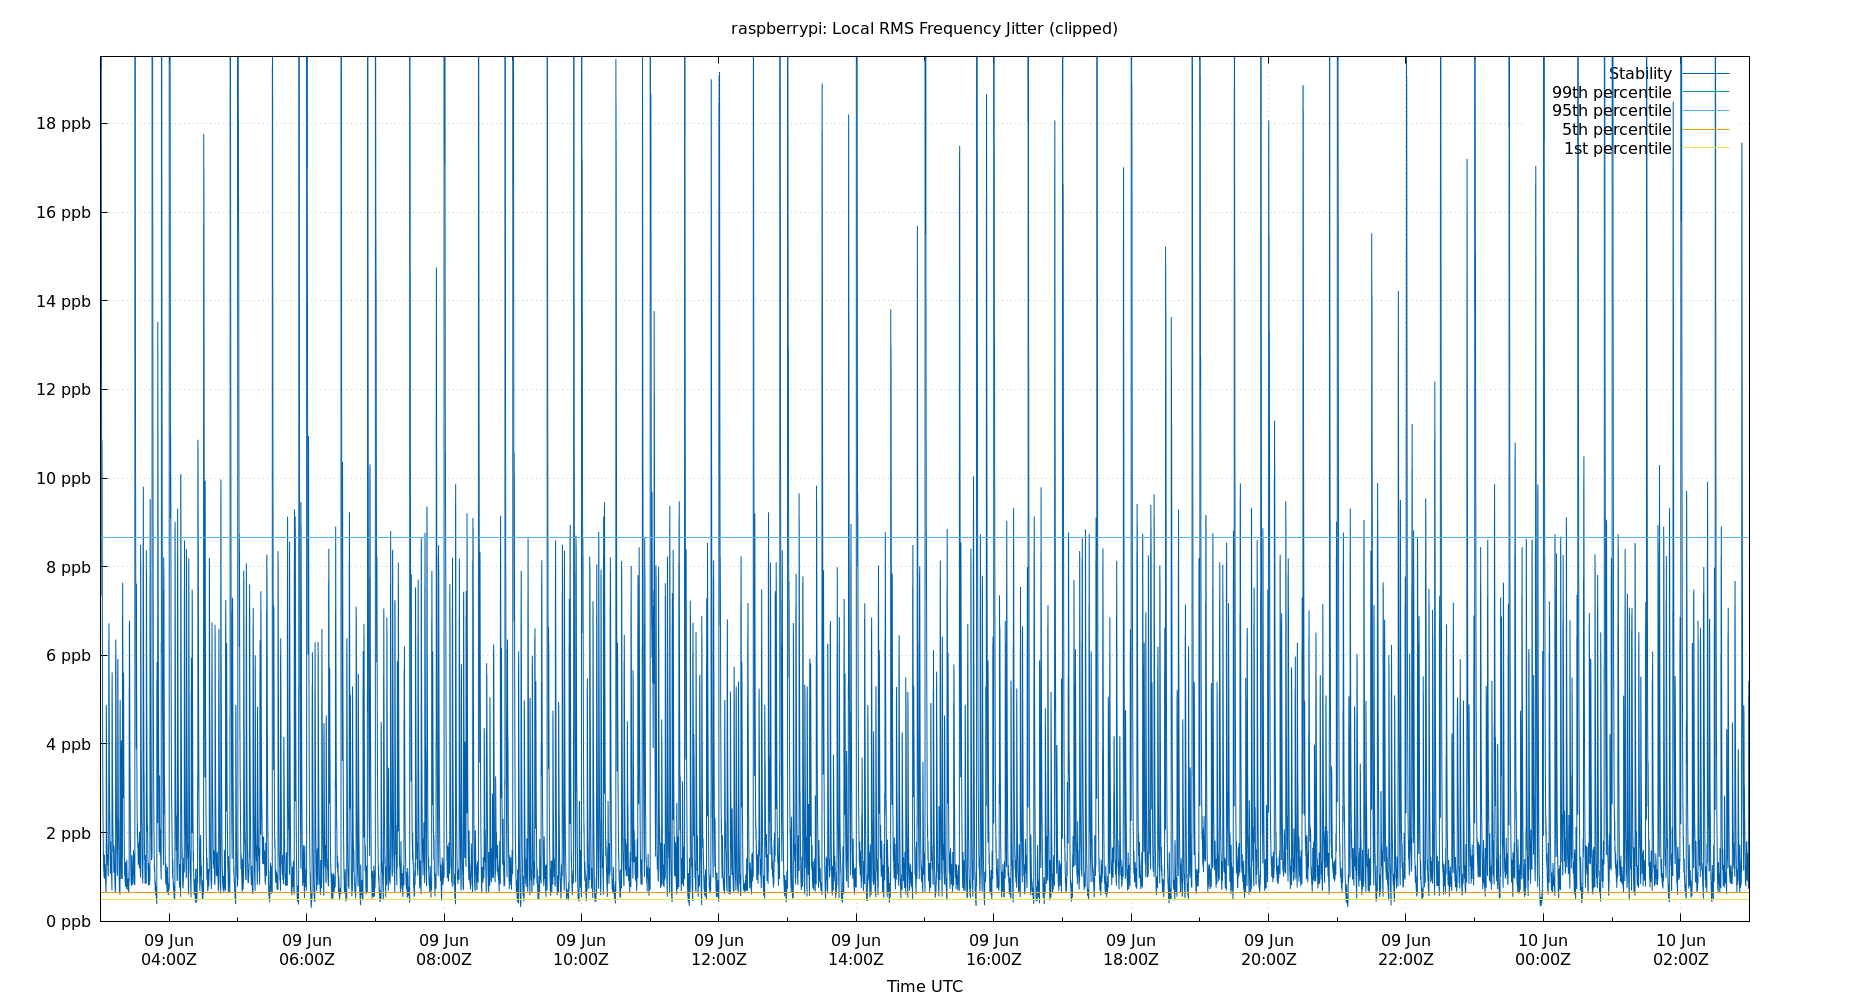 raspberrypi: Local RMS Frequency Jitter (clipped)
Stability
99th percentile
95th percentile
5th percentile
1st percentile
18 ppb
16 ppb
14 ppb
12 ppb
10 ppb
8 ppb
6 ppb
4 ppb
2 ppb
0 ppb
09 Jun 09 Jun 09 Jun 09 Jun 09 Jun 09 Jun 09 Jun 09 Jun 09 Jun 09 Jun 10 Jun 10 Jun
04:00Z 06:00Z 08:00Z 10:00Z 12:00Z 14:00Z 16:00Z 18:00Z 20:00Z 22:00Z 00:00Z 02:00Z
Time UTC